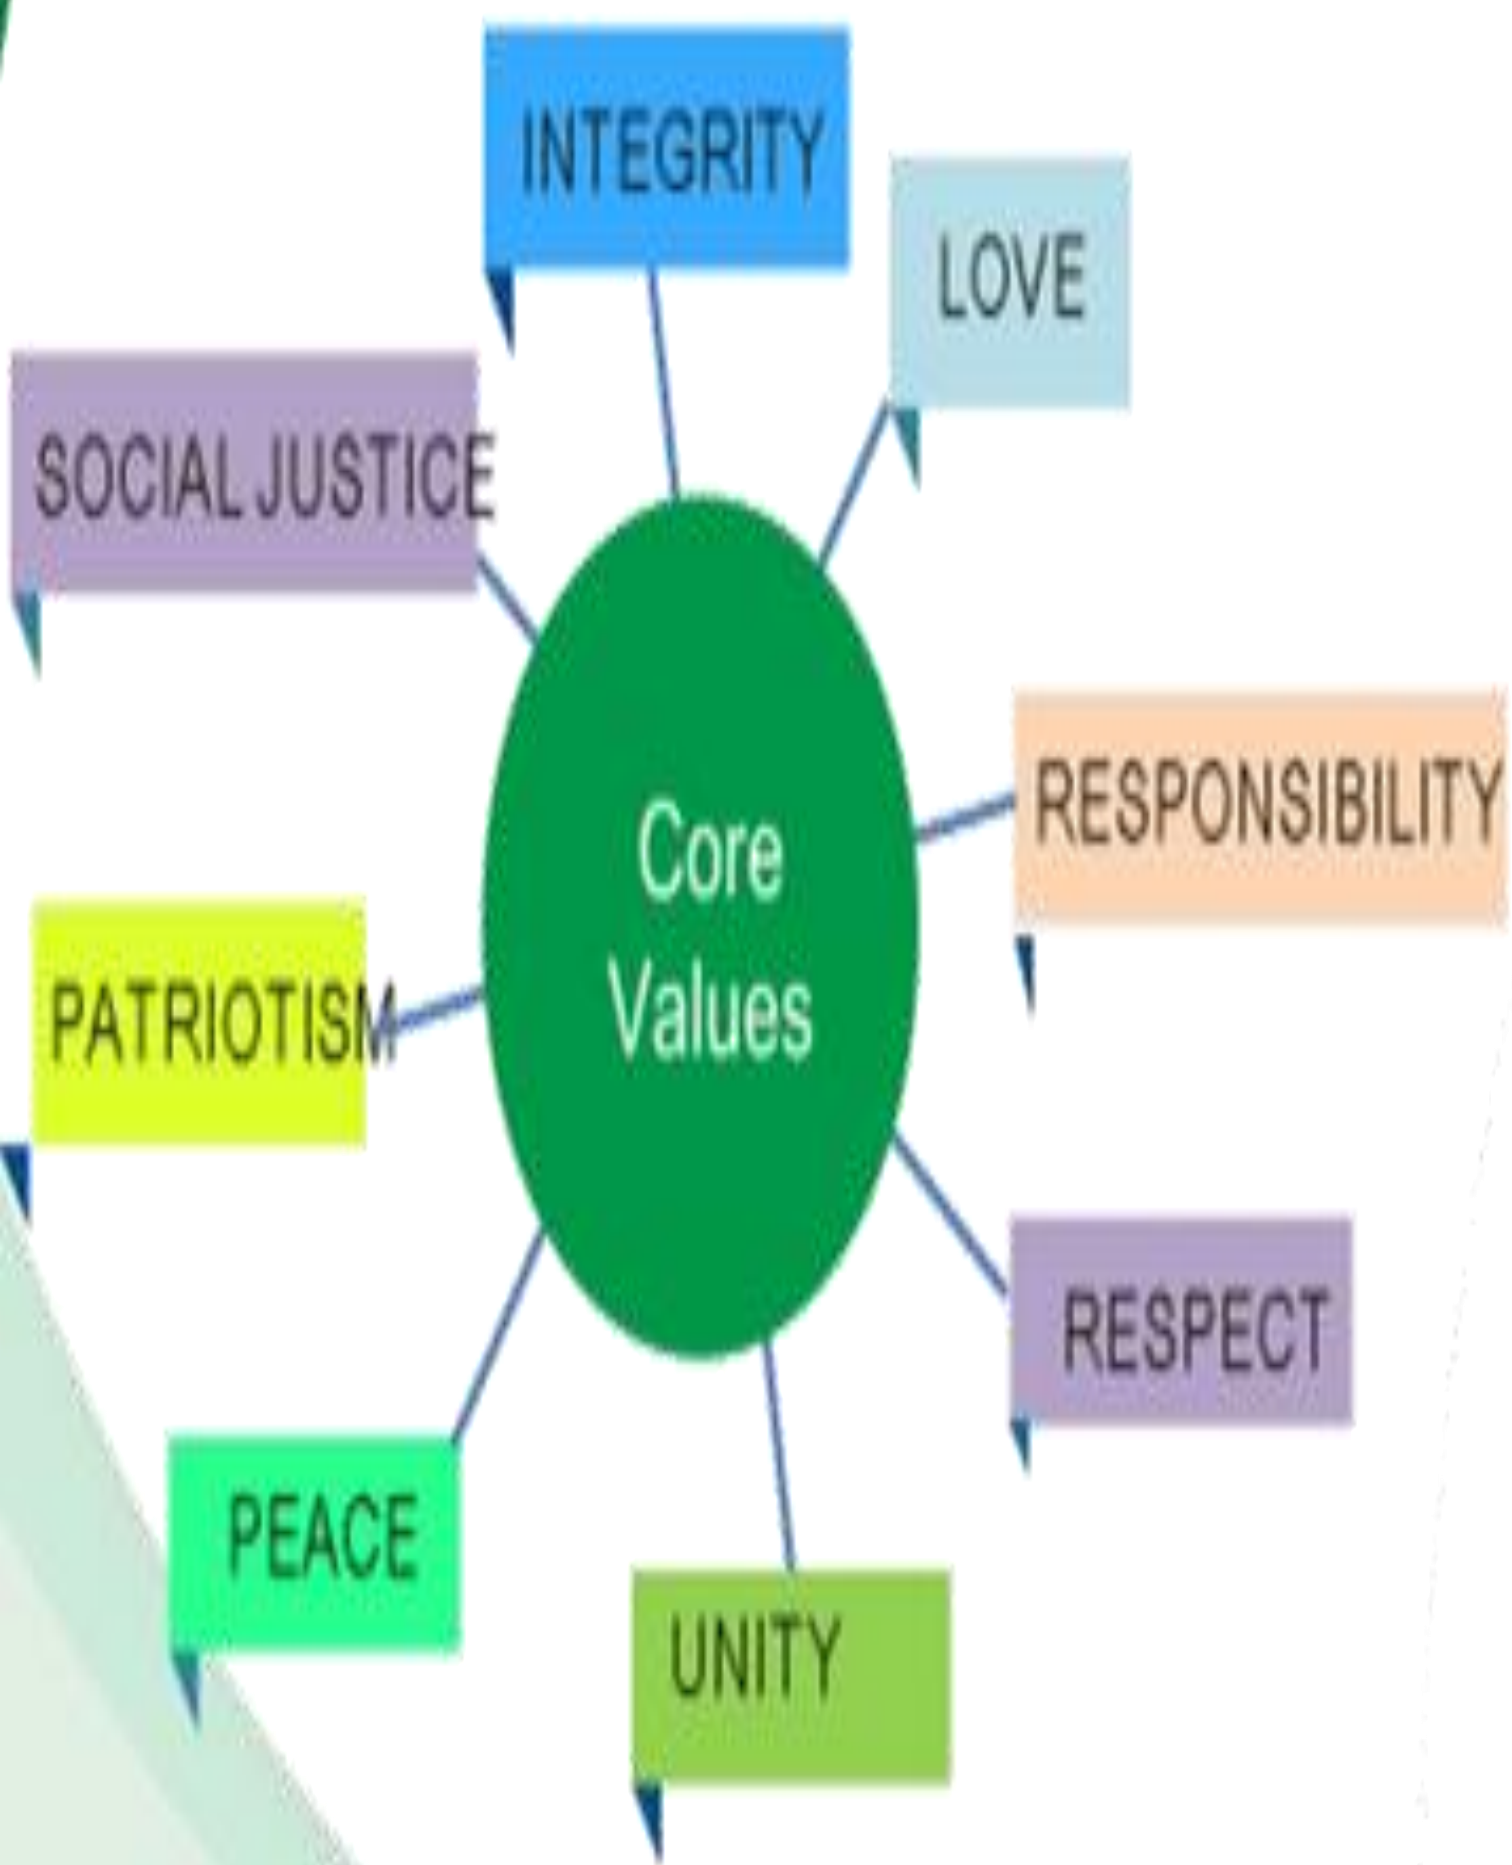 INTEGRITY
LOVE
SOCIAL JUSTICE
RESPONSIBILITY
Core
Values
PATRIOTISM
RESPECT
PEACE
UNITY